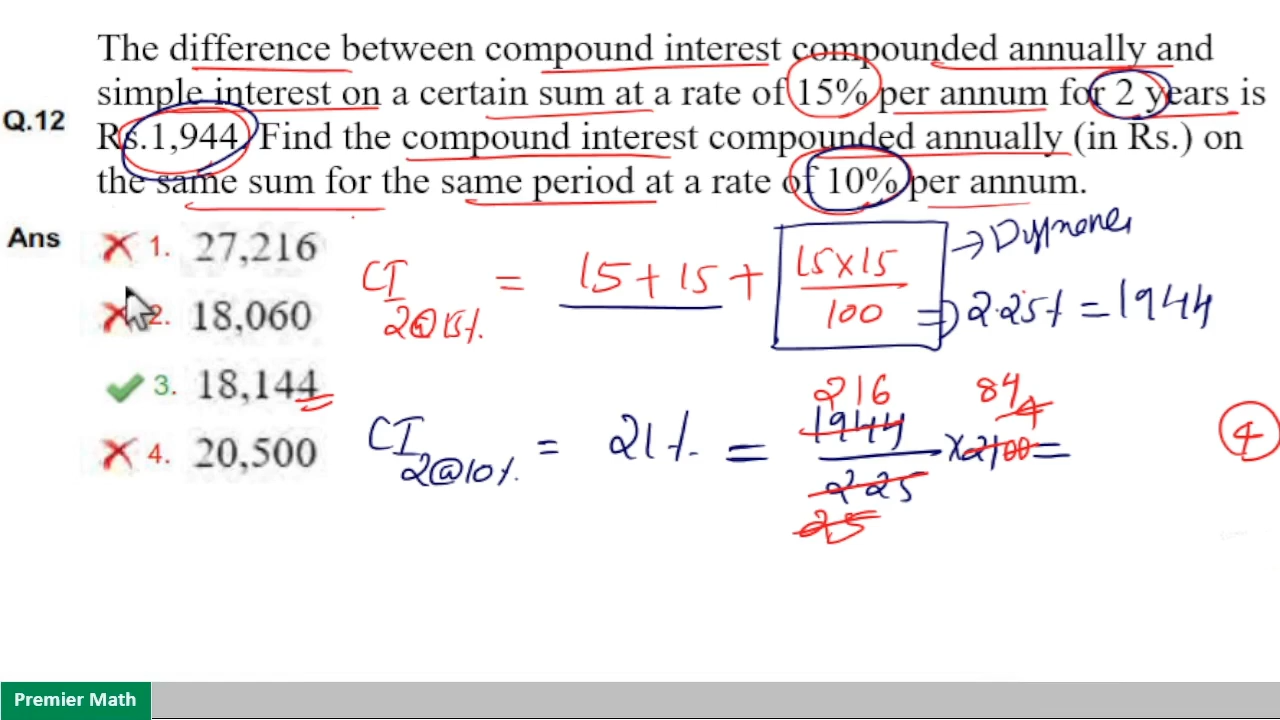 The difference between compound interest compounded annually and
simple interest on a certain sum at a rate of 15% per annum for 2 years is
Q.12
Rs.1,944. Find the compound interest compounded annually (in Rs.) on
the same sum for the same period at a rate of 10% per annum.
Ans
1. 27,216
2. 18,060
3. 18,144
4. 20,500
CI 2@15% = 15 + 15 + 15×15/100 → Difference
⇒ 2.25% = 1944
CI 2@10% = 21% = 1944/225 × 2100 =
216 84
25 4
4
Premier Math